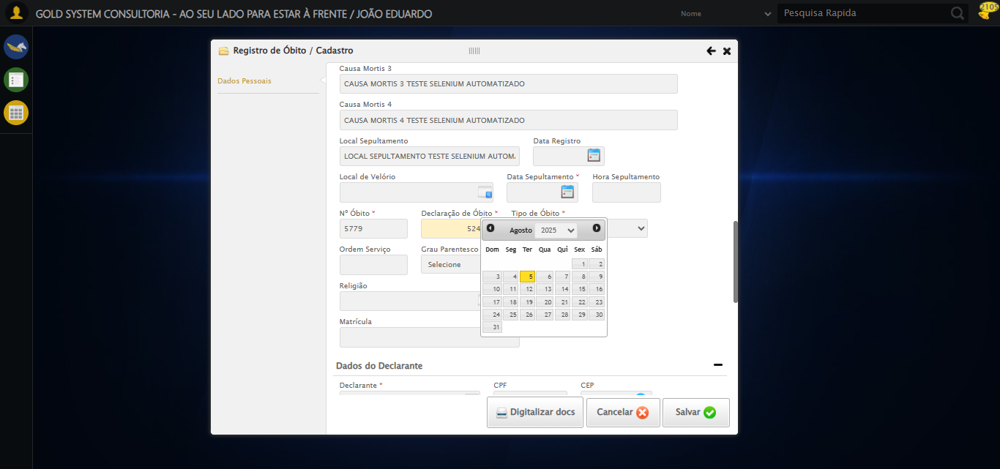 GOLD SYSTEM CONSULTORIA - AO SEU LADO PARA ESTAR À FRENTE / JOÃO EDUARDO
Nome
Pesquisa Rapida
2105
Registro de Óbito / Cadastro
Dados Pessoais
Causa Mortis 3
CAUSA MORTIS 3 TESTE SELENIUM AUTOMATIZADO
Causa Mortis 4
CAUSA MORTIS 4 TESTE SELENIUM AUTOMATIZADO
Local Sepultamento Data Registro
LOCAL SEPULTAMENTO TESTE SELENIUM AUTOM
Local de Velório Data Sepultamento * Hora Sepultamento
Nº Óbito * Declaração de Óbito * Tipo de Óbito *
5779 524
Agosto 2025
Dom Seg Ter Qua Qui Sex Sáb
1 2
3 4 5 6 7 8 9
10 11 12 13 14 15 16
17 18 19 20 21 22 23
24 25 26 27 28 29 30
31
Ordem Serviço Grau Parentesco
Selecione
Religião
Matrícula
Dados do Declarante
Declarante * CPF CEP
Digitalizar docs Cancelar Salvar